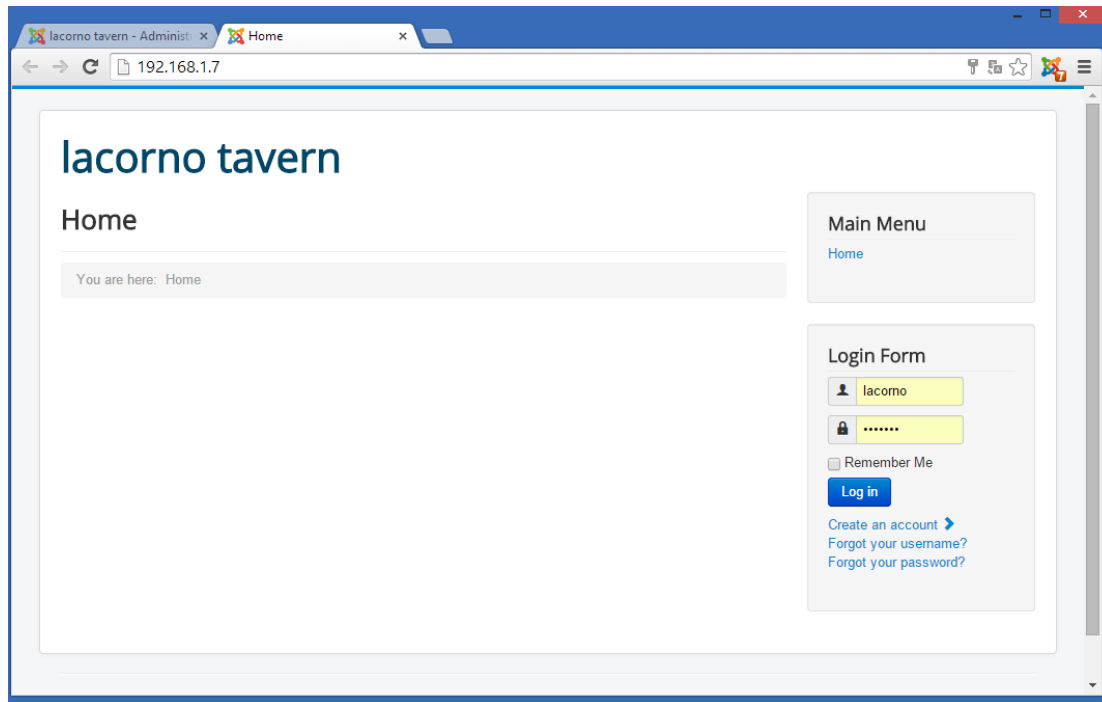 lacorno tavern - Administ
Home
192.168.1.7
7
lacorno tavern
Home
You are here: Home
Main Menu
Home
Login Form
lacorno
•••••••
Remember Me
Log in
Create an account
Forgot your username?
Forgot your password?